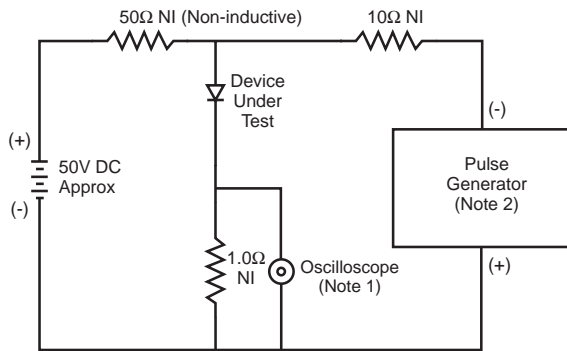 50Ω NI (Non-inductive)
10Ω NI
Device
Under
Test
(-)
(+)
50V DC
Approx
(-)
Pulse
Generator
(Note 2)
1.0Ω
NI
Oscilloscope
(Note 1)
(+)